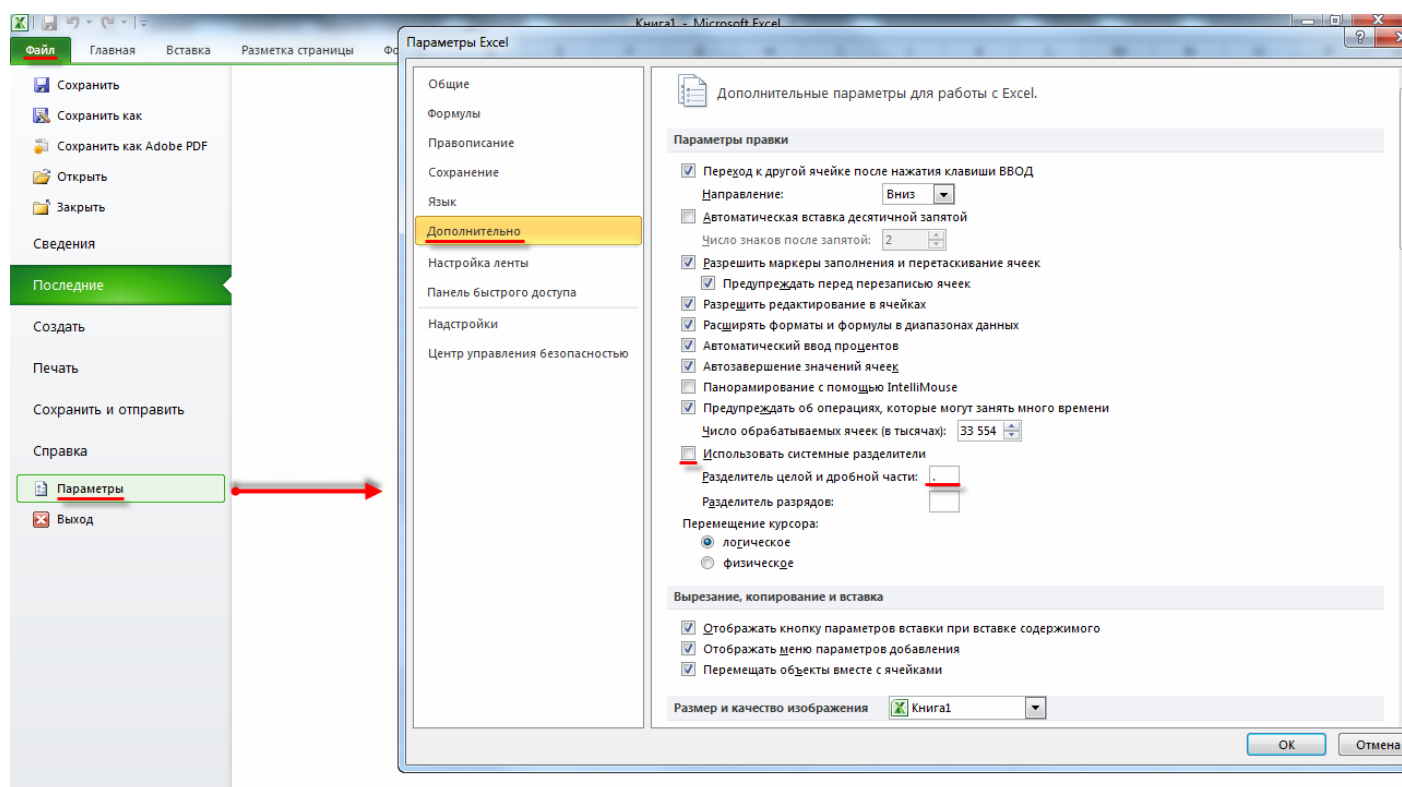 Книга1 - Microsoft Excel
Файл Главная Вставка Разметка страницы Фо
Сохранить
Сохранить как
Сохранить как Adobe PDF
Открыть
Закрыть
Сведения
Последние
Создать
Печать
Сохранить и отправить
Справка
Параметры
Выход
Параметры Excel
Общие
Формулы
Правописание
Сохранение
Язык
Дополнительно
Настройка ленты
Панель быстрого доступа
Надстройки
Центр управления безопасностью
Дополнительные параметры для работы с Excel.
Параметры правки
Переход к другой ячейке после нажатия клавиши ВВОД
Направление: Вниз
Автоматическая вставка десятичной запятой
Число знаков после запятой: 2
Разрешить маркеры заполнения и перетаскивание ячеек
Предупреждать перед перезаписью ячеек
Разрешить редактирование в ячейках
Расширять форматы и формулы в диапазонах данных
Автоматический ввод процентов
Автозавершение значений ячеек
Панорамирование с помощью IntelliMouse
Предупреждать об операциях, которые могут занять много времени
Число обрабатываемых ячеек (в тысячах): 33 554
Использовать системные разделители
Разделитель целой и дробной части: .
Разделитель разрядов:
Перемещение курсора:
логическое
физическое
Вырезание, копирование и вставка
Отображать кнопку параметров вставки при вставке содержимого
Отображать меню параметров добавления
Перемещать объекты вместе с ячейками
Размер и качество изображения Книга1
ОК Отмена